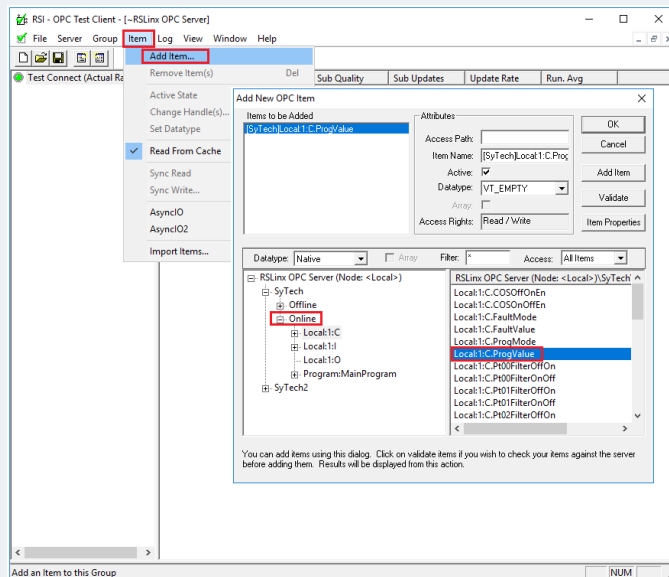 RSI - OPC Test Client - [~RSLinx OPC Server]
File Server Group Item Log View Window Help
Add Item...
Remove Item(s) Del
Active State
Change Handle(s)...
Set Datatype
Read From Cache
Sync Read
Sync Write...
AsyncIO
AsyncIO2
Import Items...
Test Connect (Actual Ra
Sub Quality Sub Updates Update Rate Run. Avg
Add New OPC Item
Items to be Added
[SyTech]Local:1:C.ProgValue
Attributes
Access Path:
Item Name: [SyTech]Local:1:C.Prog
Active:
Datatype: VT_EMPTY
Array:
Access Rights: Read / Write
OK
Cancel
Add Item
Validate
Item Properties
Datatype: Native Array Filter: * Access: All Items
RSLinx OPC Server (Node: <Local>)
SyTech
Offline
Online
Local:1:C
Local:1:I
Local:1:O
Program:MainProgram
SyTech2
RSLinx OPC Server (Node: <Local>)\SyTech\
Local:1:C.COSOffOnEn
Local:1:C.COSOnOffEn
Local:1:C.FaultMode
Local:1:C.FaultValue
Local:1:C.ProgMode
Local:1:C.ProgValue
Local:1:C.Pt00FilterOffOn
Local:1:C.Pt00FilterOnOff
Local:1:C.Pt01FilterOffOn
Local:1:C.Pt01FilterOnOff
Local:1:C.Pt02FilterOffOn
You can add items using this dialog. Click on validate items if you wish to check your items against the server
before adding them. Results will be displayed from this action.
Add an Item to this Group
NUM